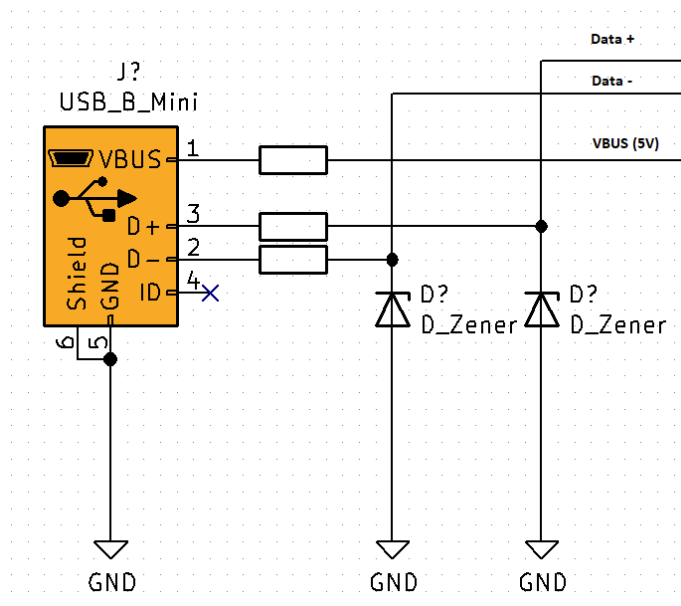 Data +
J?
Data -
USB_B_Mini
VBUS 1
VBUS (5V)
D+ 3
D- 2
ID 4
Shield
GND
6
5
D?
D_Zener
D?
D_Zener
GND
GND
GND